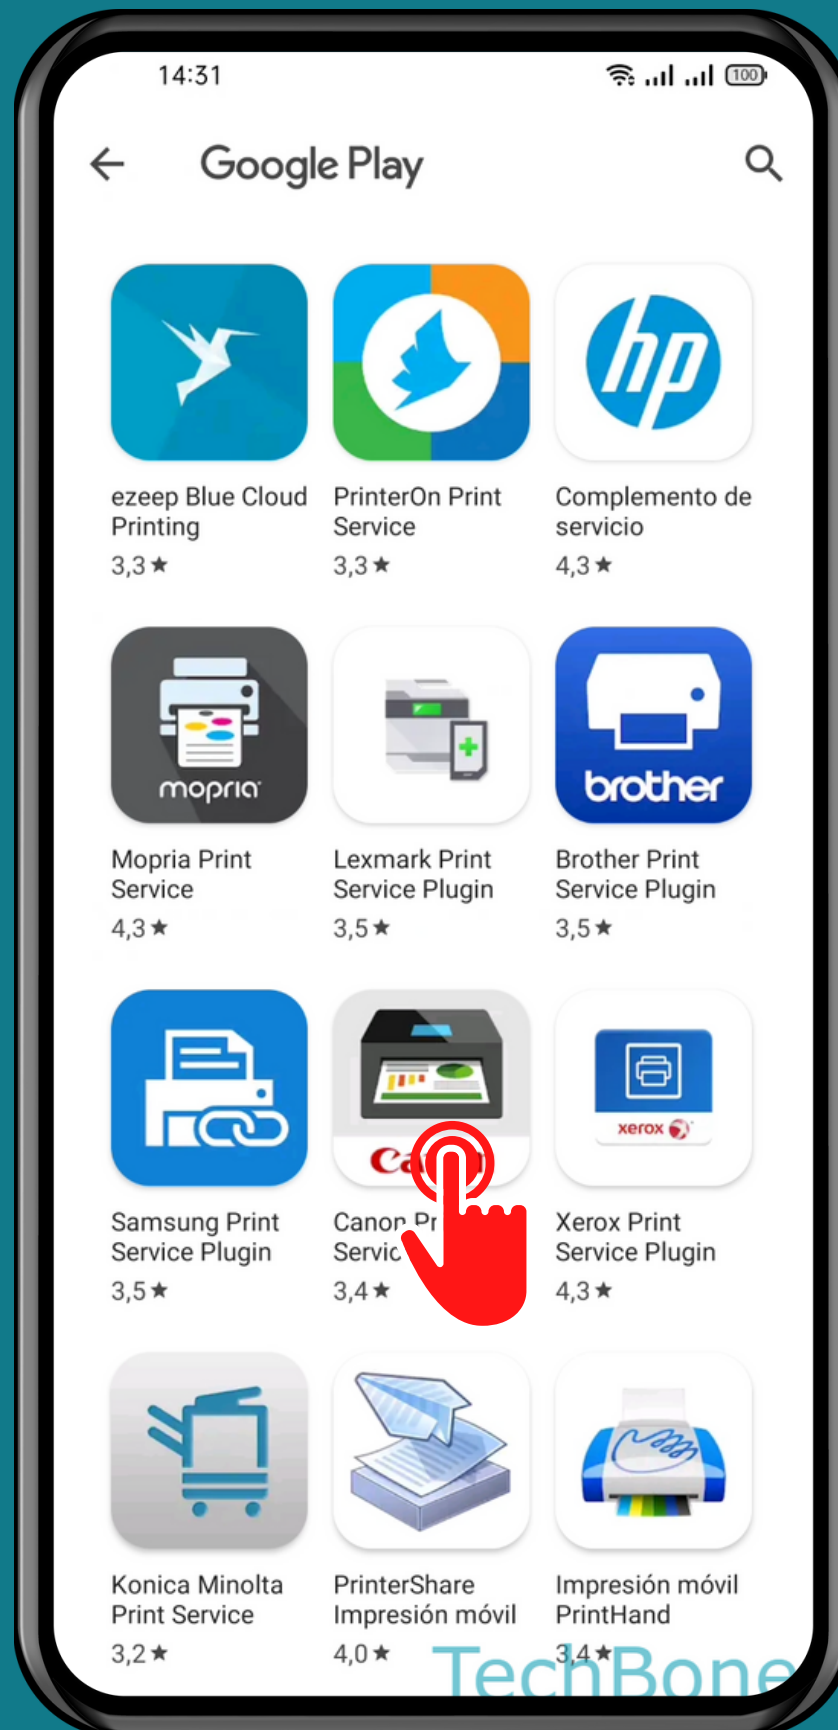 14:31
100
Google Play
hp
ezeep Blue Cloud
Printing
3,3 ★
PrinterOn Print
Service
3,3 ★
Complemento de
servicio
4,3 ★
mopria
brother
Mopria Print
Service
4,3 ★
Lexmark Print
Service Plugin
3,5 ★
Brother Print
Service Plugin
3,5 ★
xerox
Samsung Print
Service Plugin
3,5 ★
Canon
3,4 ★
Xerox Print
Service Plugin
4,3 ★
Konica Minolta
Print Service
3,2 ★
PrinterShare
Impresión móvil
4,0 ★
Impresión móvil
PrintHand
3,4 ★
TechBone